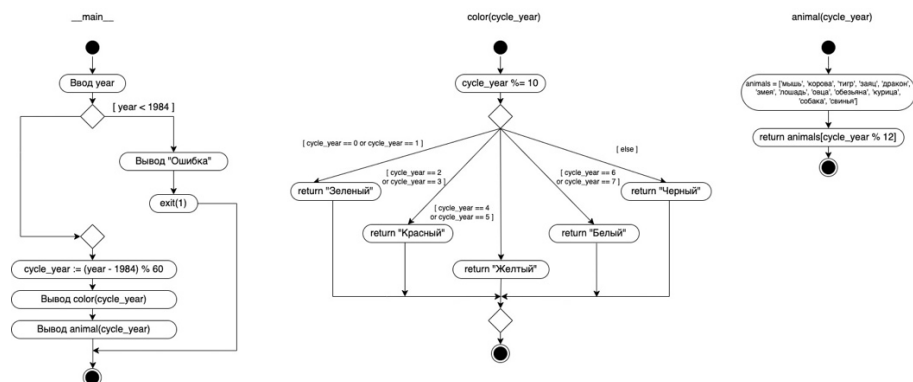 __main__
Ввод year
[ year < 1984 ]
Вывод "Ошибка"
exit(1)
cycle_year := (year - 1984) % 60
Вывод color(cycle_year)
Вывод animal(cycle_year)
color(cycle_year)
cycle_year %= 10
[ cycle_year == 0 or cycle_year == 1 ]
return "Зеленый"
[ cycle_year == 2
or cycle_year == 3 ]
return "Красный"
[ cycle_year == 4
or cycle_year == 5 ]
return "Желтый"
[ cycle_year == 6
or cycle_year == 7 ]
return "Белый"
[ else ]
return "Черный"
animal(cycle_year)
animals = ['мышь', 'корова', 'тигр', 'заяц', 'дракон',
'змея', 'лошадь', 'овца', 'обезьяна', 'курица',
'собака', 'свинья']
return animals[cycle_year % 12]